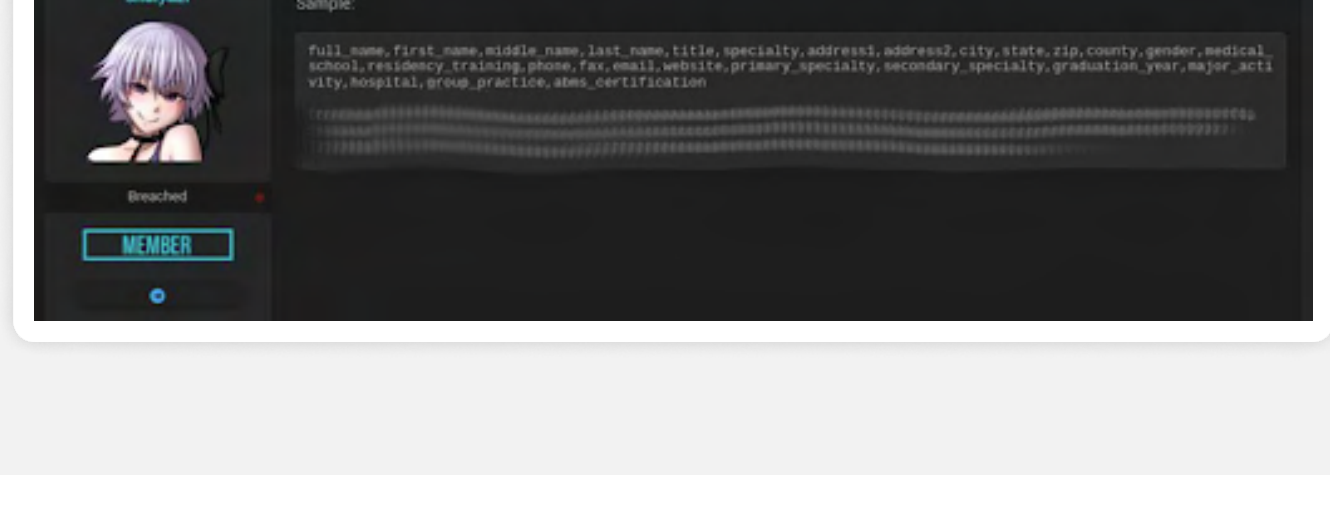 Sample:
full_name,first_name,middle_name,last_name,title,specialty,address1,address2,city,state,zip,county,gender,medical_
school,residency_training,phone,fax,email,website,primary_specialty,secondary_specialty,graduation_year,major_acti
vity,hospital,group_practice,abms_certification
Breached
MEMBER